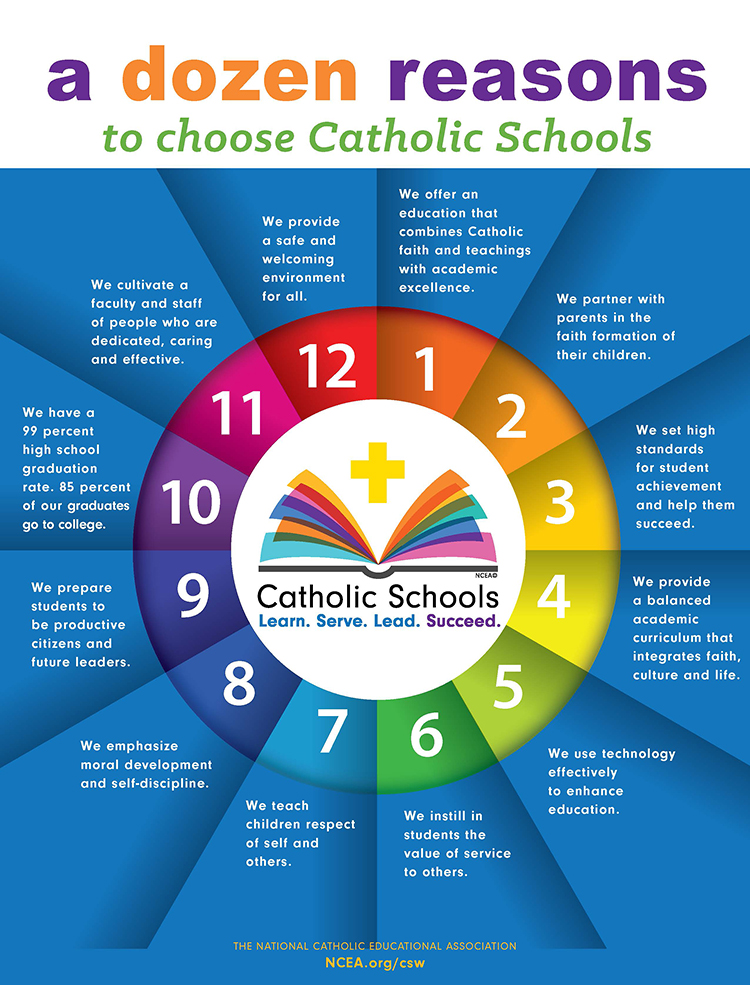 a dozen reasons
to choose Catholic Schools
We offer an
education that
combines Catholic
faith and teachings
with academic
excellence.
1
We partner with
parents in the
faith formation of
their children.
2
We set high
standards
for student
achievement
and help them
succeed.
3
We provide
a balanced
academic
curriculum that
integrates faith,
culture and life.
4
We use technology
effectively
to enhance
education.
5
We instill in
students the
value of service
to others.
6
We teach
children respect
of self and
others.
7
We emphasize
moral development
and self-discipline.
8
We prepare
students to
be productive
citizens and
future leaders.
9
We have a
99 percent
high school
graduation
rate. 85 percent
of our graduates
go to college.
10
We cultivate a
faculty and staff
of people who are
dedicated, caring
and effective.
11
We provide
a safe and
welcoming
environment
for all.
12
NCEA©
Catholic Schools
Learn. Serve. Lead. Succeed.
THE NATIONAL CATHOLIC EDUCATIONAL ASSOCIATION
NCEA.org/csw